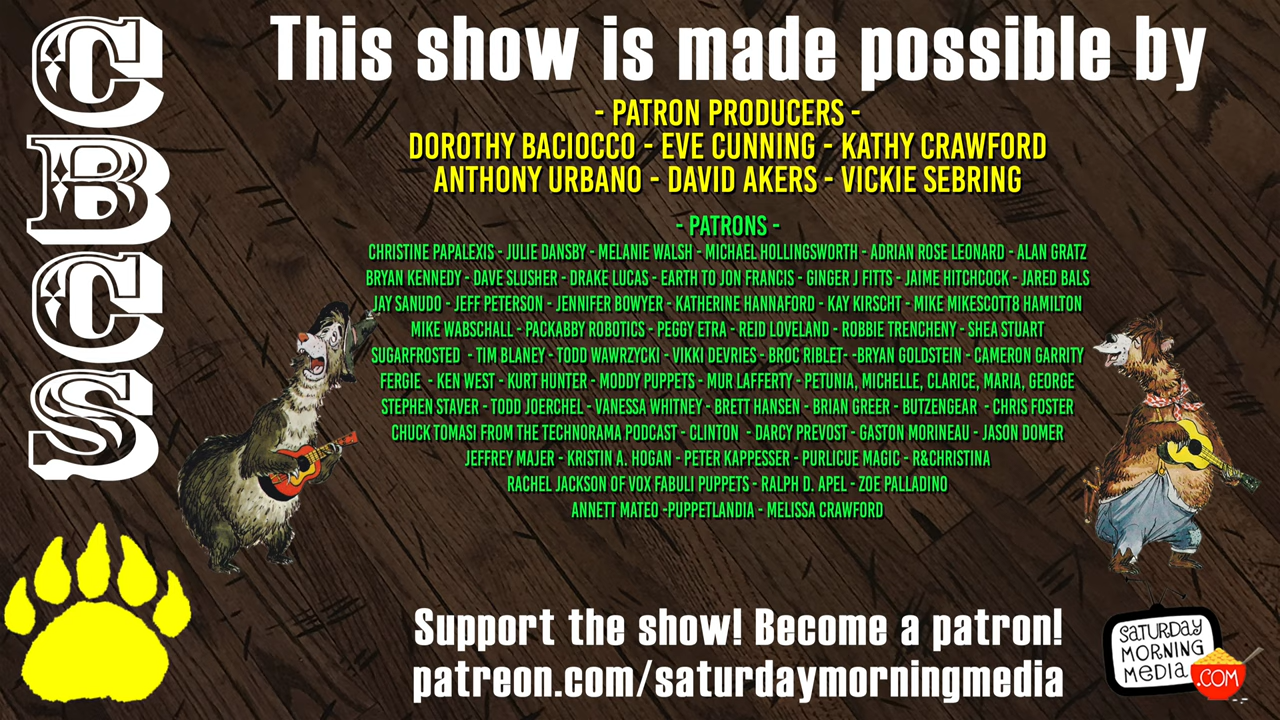 CBCS
This show is made possible by
- PATRON PRODUCERS -
DOROTHY BACIOCCO - EVE CUNNING - KATHY CRAWFORD
ANTHONY URBANO - DAVID AKERS - VICKIE SEBRING
- PATRONS -
CHRISTINE PAPALEXIS - JULIE DANSBY - MELANIE WALSH - MICHAEL HOLLINGSWORTH - ADRIAN ROSE LEONARD - ALAN GRATZ
BRYAN KENNEDY - DAVE SLUSHER - DRAKE LUCAS - EARTH TO JON FRANCIS - GINGER J FITTS - JAIME HITCHCOCK - JARED BALS
JAY SANUDO - JEFF PETERSON - JENNIFER BOWYER - KATHERINE HANNAFORD - KAY KIRSCHT - MIKE MIKESCOTT8 HAMILTON
MIKE WABSCHALL - PACKABBY ROBOTICS - PEGGY ETRA - REID LOVELAND - ROBBIE TRENCHENY - SHEA STUART
SUGARFROSTED - TIM BLANEY - TODD WAWRZYCKI - VIKKI DEVRIES - BROC RIBLET- -BRYAN GOLDSTEIN - CAMERON GARRITY
FERGIE - KEN WEST - KURT HUNTER - MODDY PUPPETS - MUR LAFFERTY - PETUNIA, MICHELLE, CLARICE, MARIA, GEORGE
STEPHEN STAVER - TODD JOERCHEL - VANESSA WHITNEY - BRETT HANSEN - BRIAN GREER - BUTZENGEAR - CHRIS FOSTER
CHUCK TOMASI FROM THE TECHNORAMA PODCAST - CLINTON - DARCY PREVOST - GASTON MORINEAU - JASON DOMER
JEFFREY MAJER - KRISTIN A. HOGAN - PETER KAPPESSER - PURLICUE MAGIC - R&CHRISTINA
RACHEL JACKSON OF VOX FABULI PUPPETS - RALPH D. APEL - ZOE PALLADINO
ANNETT MATEO -PUPPETLANDIA - MELISSA CRAWFORD
Support the show! Become a patron!
patreon.com/saturdaymorningmedia
SATURDAY
MORNING
MEDIA
.COM